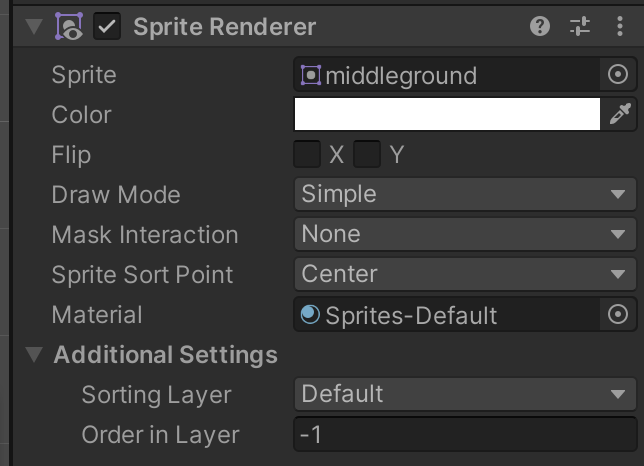 Sprite Renderer
Sprite middleground
Color
Flip X Y
Draw Mode Simple
Mask Interaction None
Sprite Sort Point Center
Material Sprites-Default
Additional Settings
Sorting Layer Default
Order in Layer -1